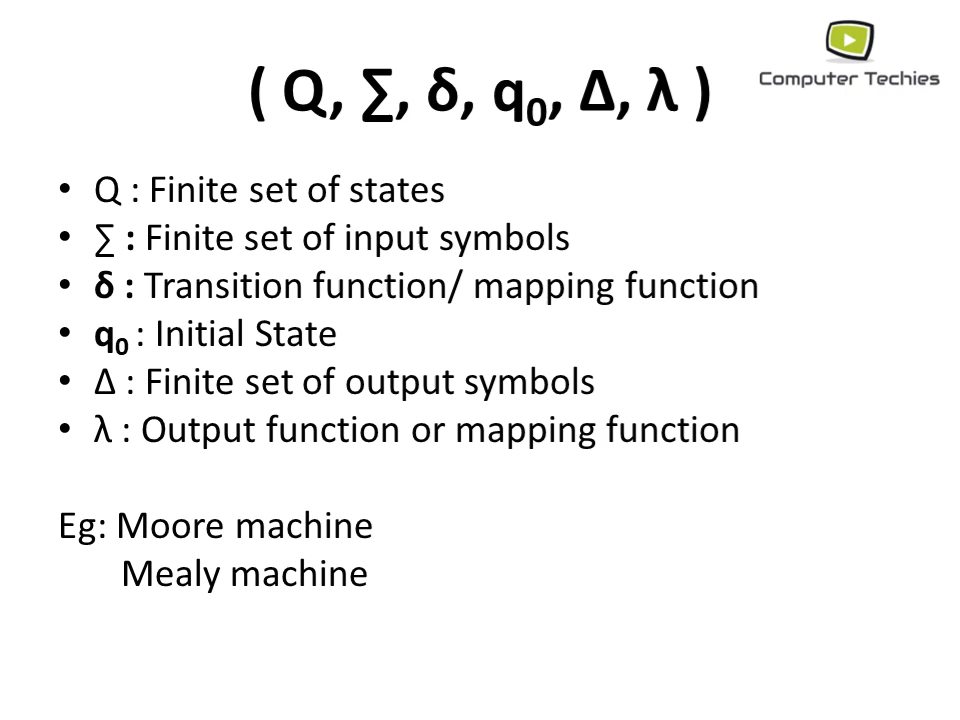 ( Q, ∑, δ, q₀, Δ, λ )
Computer Techies
• Q : Finite set of states
• ∑ : Finite set of input symbols
• δ : Transition function/ mapping function
• q₀ : Initial State
• Δ : Finite set of output symbols
• λ : Output function or mapping function
Eg: Moore machine
Mealy machine